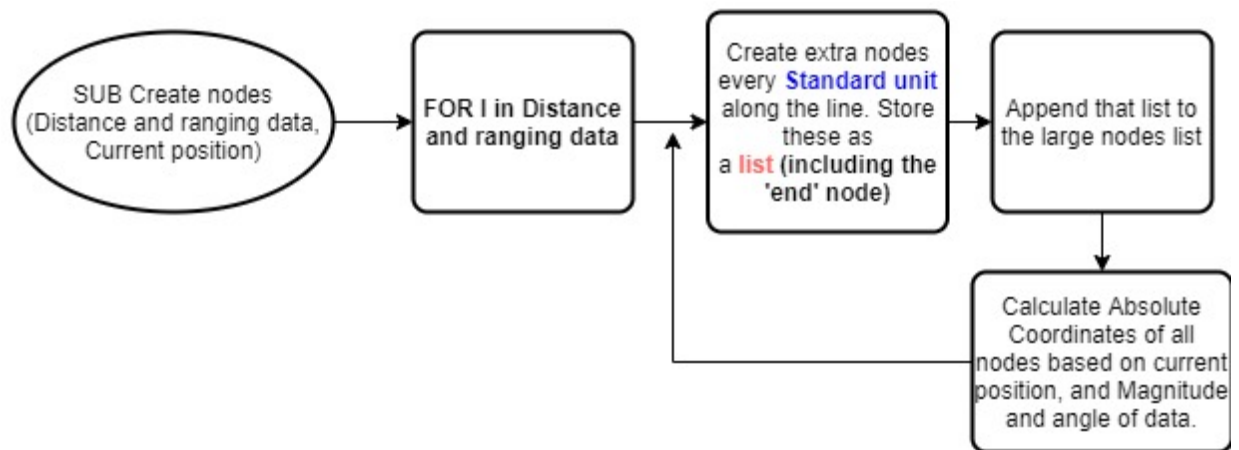 SUB Create nodes
(Distance and ranging data,
Current position)
FOR I in Distance
and ranging data
Create extra nodes
every Standard unit
along the line. Store
these as
a list (including the
'end' node)
Append that list to
the large nodes list
Calculate Absolute
Coordinates of all
nodes based on current
position, and Magnitude
and angle of data.